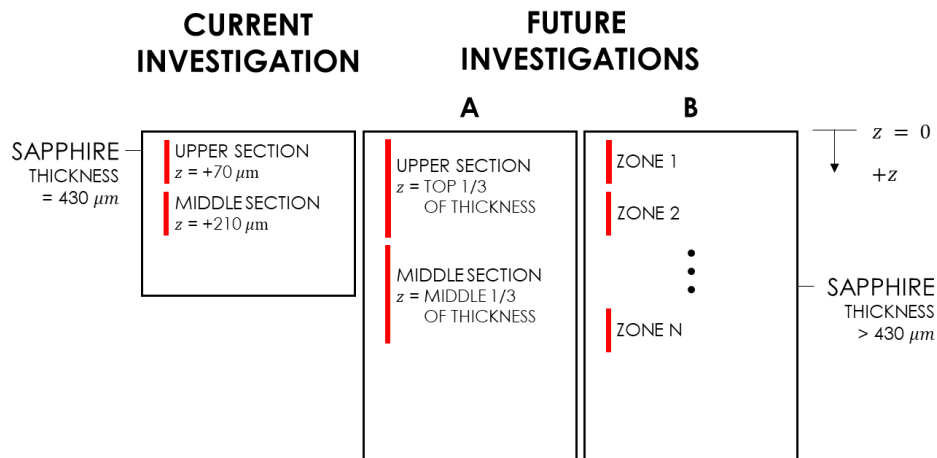 CURRENT
INVESTIGATION
FUTURE
INVESTIGATIONS
A
B
SAPPHIRE
THICKNESS
= 430 μm
UPPER SECTION
z = +70 μm
MIDDLE SECTION
z = +210 μm
UPPER SECTION
z = TOP 1/3
OF THICKNESS
MIDDLE SECTION
z = MIDDLE 1/3
OF THICKNESS
ZONE 1
ZONE 2
ZONE N
z = 0
+z
SAPPHIRE
THICKNESS
> 430 μm